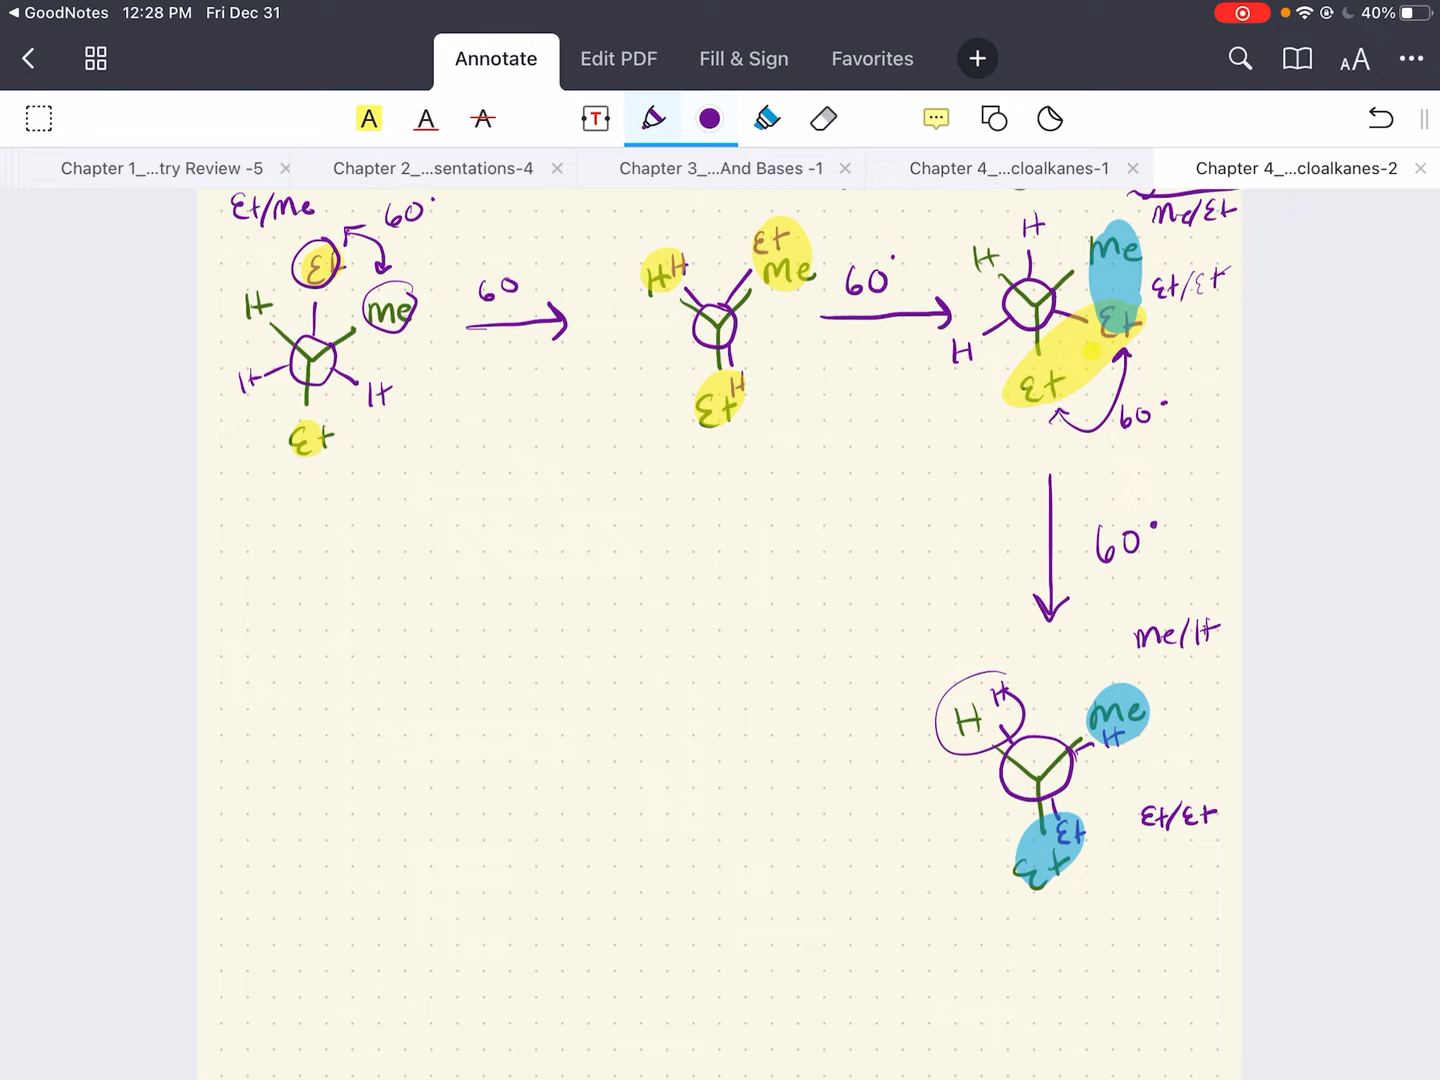 GoodNotes 12:28 PM Fri Dec 31
40%
Annotate Edit PDF Fill & Sign Favorites
A A A T AA
Chapter 1_...try Review -5
Chapter 2_...sentations-4
Chapter 3_...And Bases -1
Chapter 4_...cloalkanes-1
Chapter 4_...cloalkanes-2
Et/Me 60°
Et
H Me
H H
Et
60
H H Et Me
Et H
60°
Me/Et
H
H Me
Et/Et
Et
H
Et
60°
60°
Me/H
H H Me
H
Et/Et
Et
Et